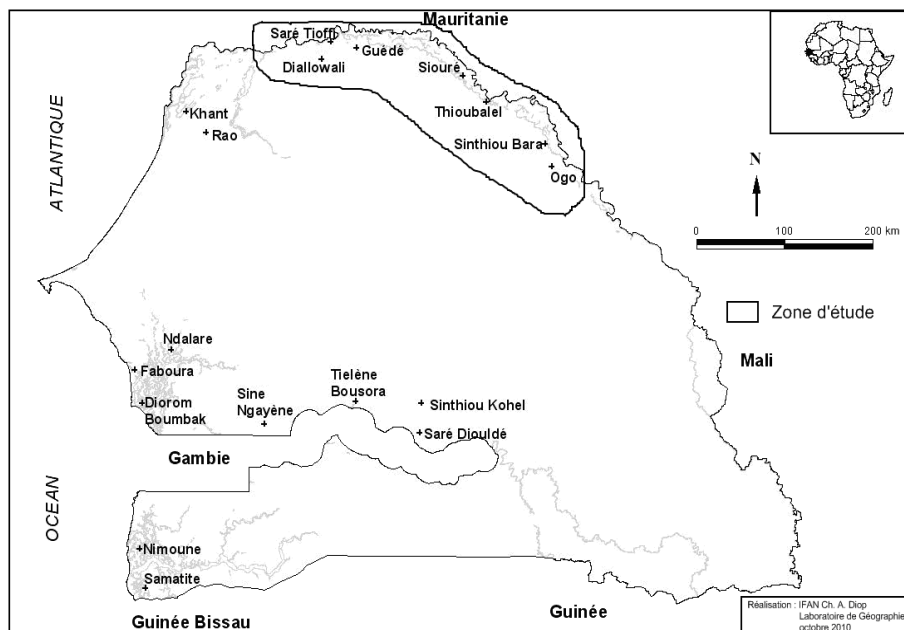 Mauritanie
Saré Tioffi
Guédé
Diallowali
Siouré
Khant
Thioubalel
Rao
Sinthiou Bara
Ogo
ATLANTIQUE
N
0 100 200 km
Zone d'étude
Mali
Ndalare
Faboura
Tielène
Bousora
Sine
Ngayène
Diorom
Boumbak
Sinthiou Kohel
Saré Diouldé
Gambie
OCEAN
Nimoune
Samatite
Guinée Bissau
Guinée
Réalisation : IFAN Ch. A. Diop
Laboratoire de Géographie
octobre 2010